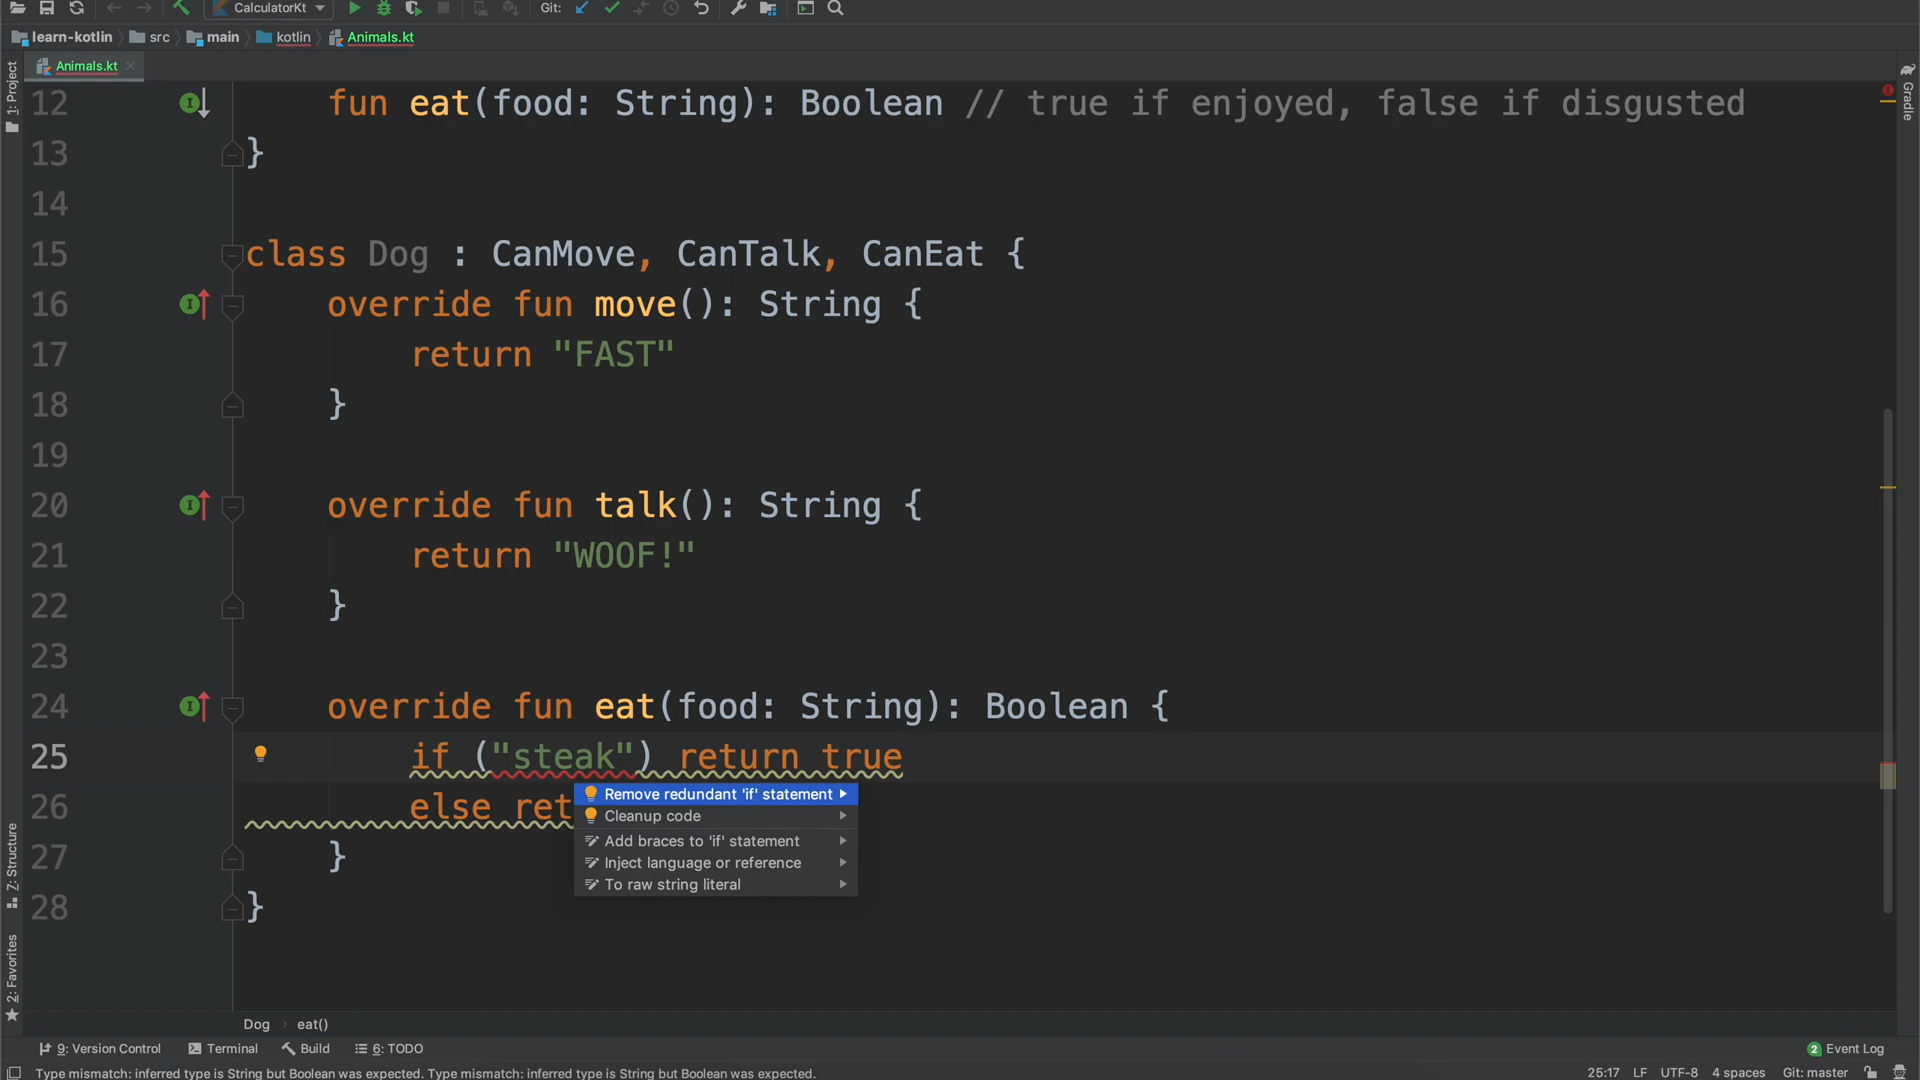 CalculatorKt
Git:
learn-kotlin
src
main
kotlin
Animals.kt
Animals.kt
1: Project
Gradle
12 fun eat(food: String): Boolean // true if enjoyed, false if disgusted
13 }
14
15 class Dog : CanMove, CanTalk, CanEat {
16 override fun move(): String {
17 return "FAST"
18 }
19
20 override fun talk(): String {
21 return "WOOF!"
22 }
23
24 override fun eat(food: String): Boolean {
25 if ("steak") return true
26 else ret
27 }
28 }
Remove redundant 'if' statement
Cleanup code
Add braces to 'if' statement
Inject language or reference
To raw string literal
Z: Structure
2: Favorites
Dog
eat()
9: Version Control
Terminal
Build
6: TODO
2 Event Log
Type mismatch: inferred type is String but Boolean was expected. Type mismatch: inferred type is String but Boolean was expected.
25:17 LF UTF-8 4 spaces Git: master